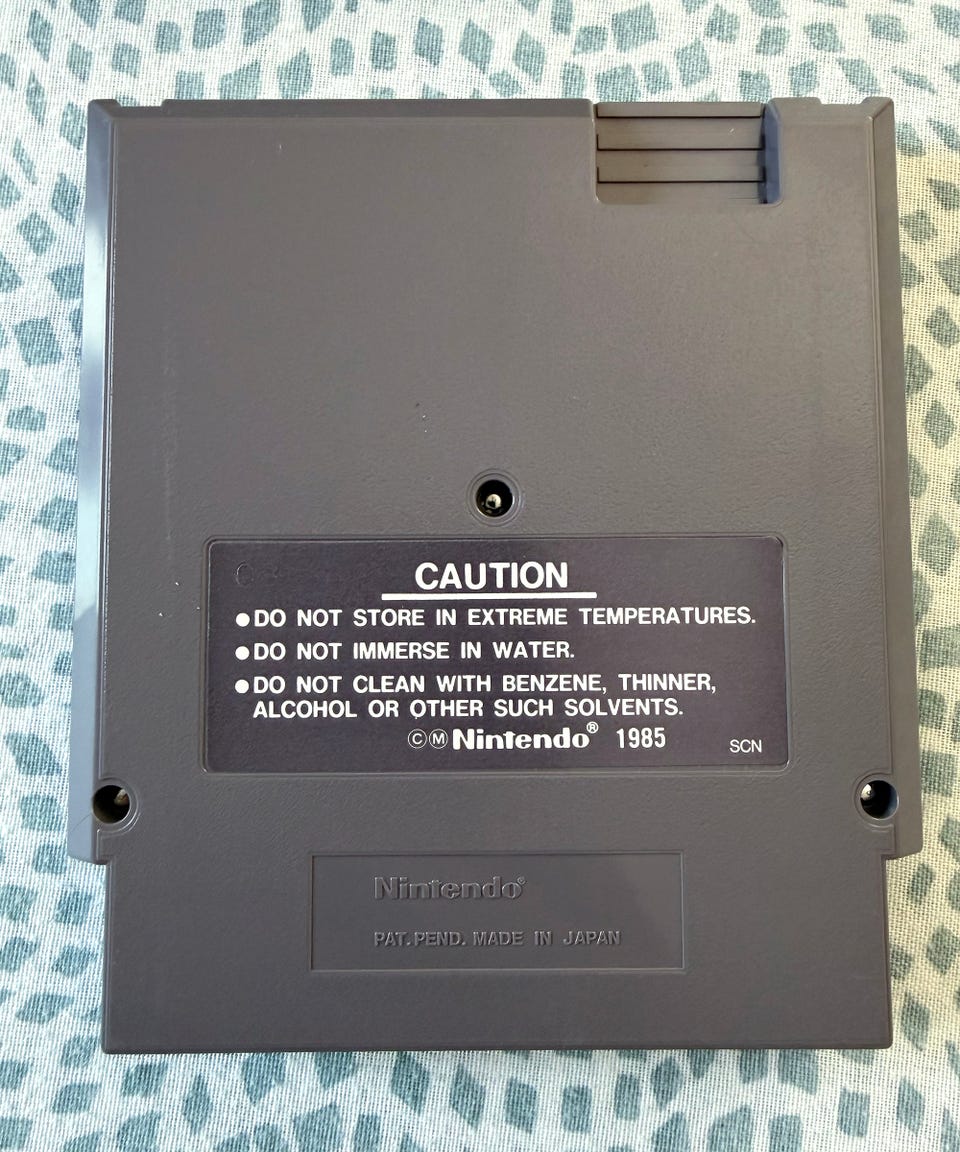 CAUTION
●DO NOT STORE IN EXTREME TEMPERATURES.
●DO NOT IMMERSE IN WATER.
●DO NOT CLEAN WITH BENZENE, THINNER,
ALCOHOL OR OTHER SUCH SOLVENTS.
ⒸⓂ Nintendo® 1985
SCN
Nintendo®
PAT. PEND. MADE IN JAPAN